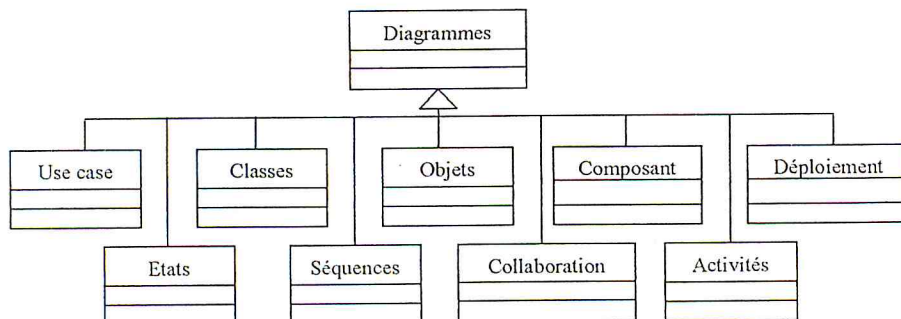 Diagrammes
Use case
Classes
Objets
Composant
Déploiement
Etats
Séquences
Collaboration
Activités